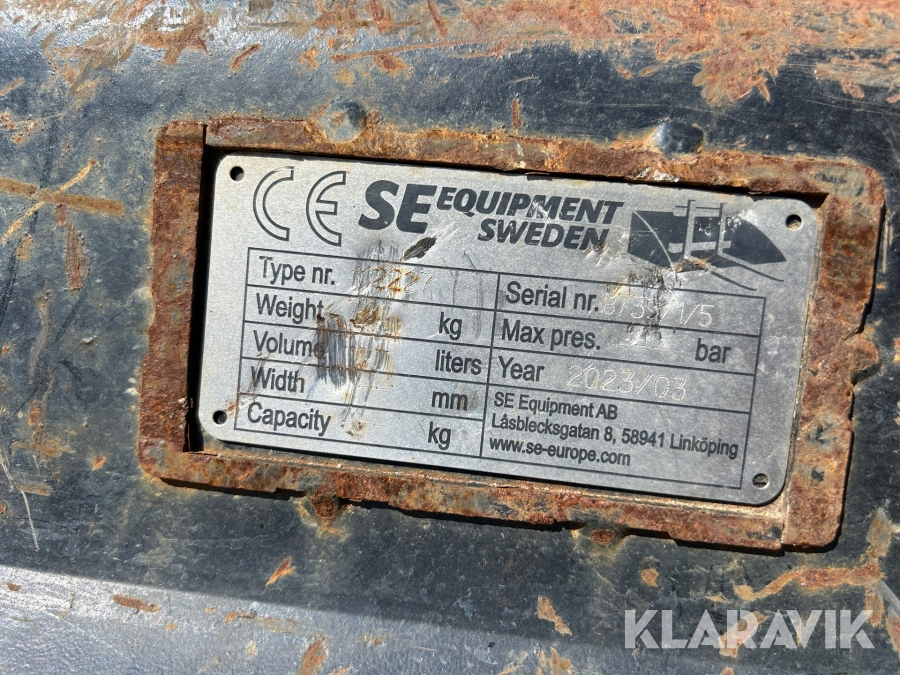 CE SE EQUIPMENT
SWEDEN
Type nr.
Weight kg
Volume liters
Width mm
Capacity kg
Serial nr.
Max pres. bar
Year 2023/03
SE Equipment AB
Låsblecksgatan 8, 58941 Linköping
www.se-europe.com
KLARAVIK